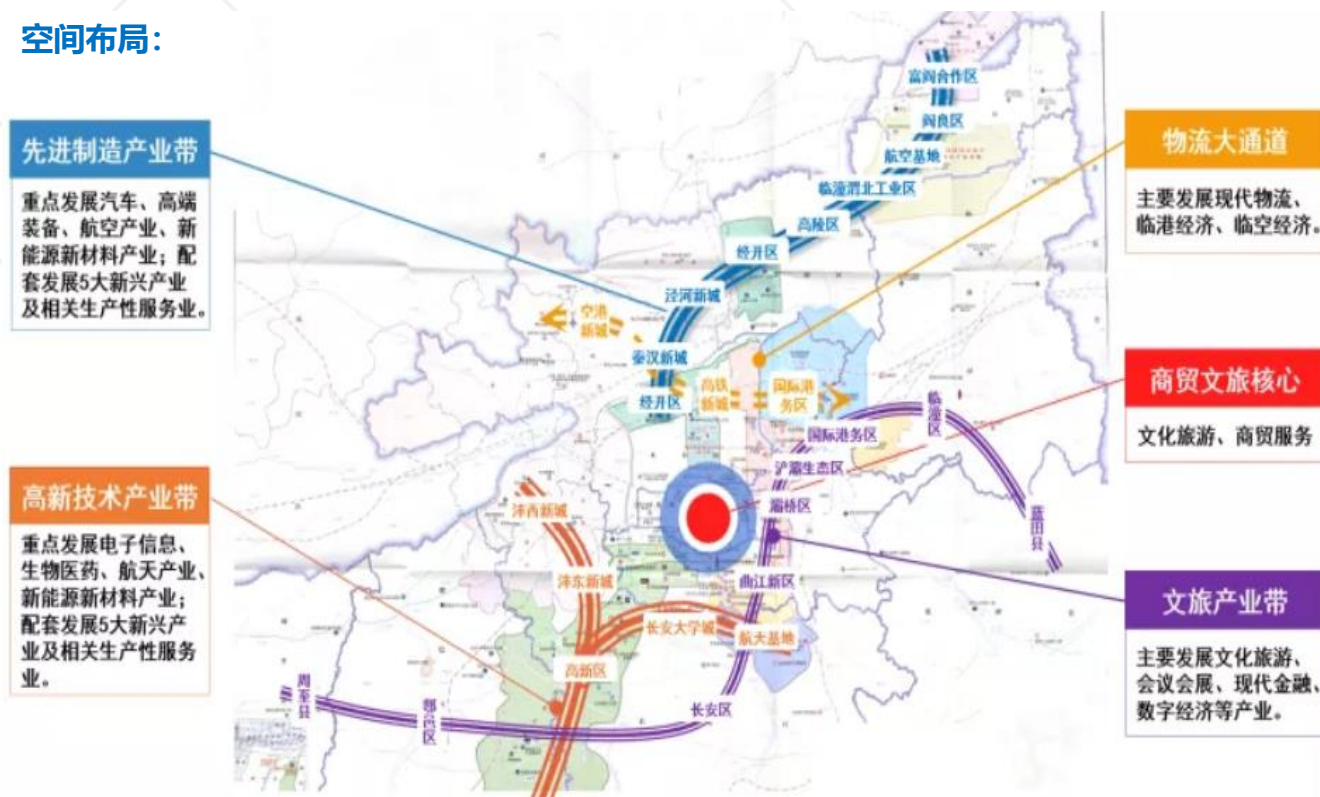 空间布局：
先进制造产业带
重点发展汽车、高端
装备、航空产业、新
能源新材料产业；配
套发展5大新兴产业
及相关生产性服务业。
高新技术产业带
重点发展电子信息、
生物医药、航天产业、
新能源新材料产业；
配套发展5大新兴产
业及相关生产性服务
业。
富阎合作区
阎良区
航空基地
临潼渭北工业区
高陵区
经开区
泾河新城
空港
新城
秦汉新城
经开区
高铁
新城
国际港
务区
国际港务区
临潼区
浐灞生态区
灞桥区
蓝田县
沣西新城
沣东新城
曲江新区
长安大学城
航天基地
高新区
周至县
鄠邑区
长安区
物流大通道
主要发展现代物流、
临港经济、临空经济。
商贸文旅核心
文化旅游、商贸服务
文旅产业带
主要发展文化旅游、
会议会展、现代金融、
数字经济等产业。